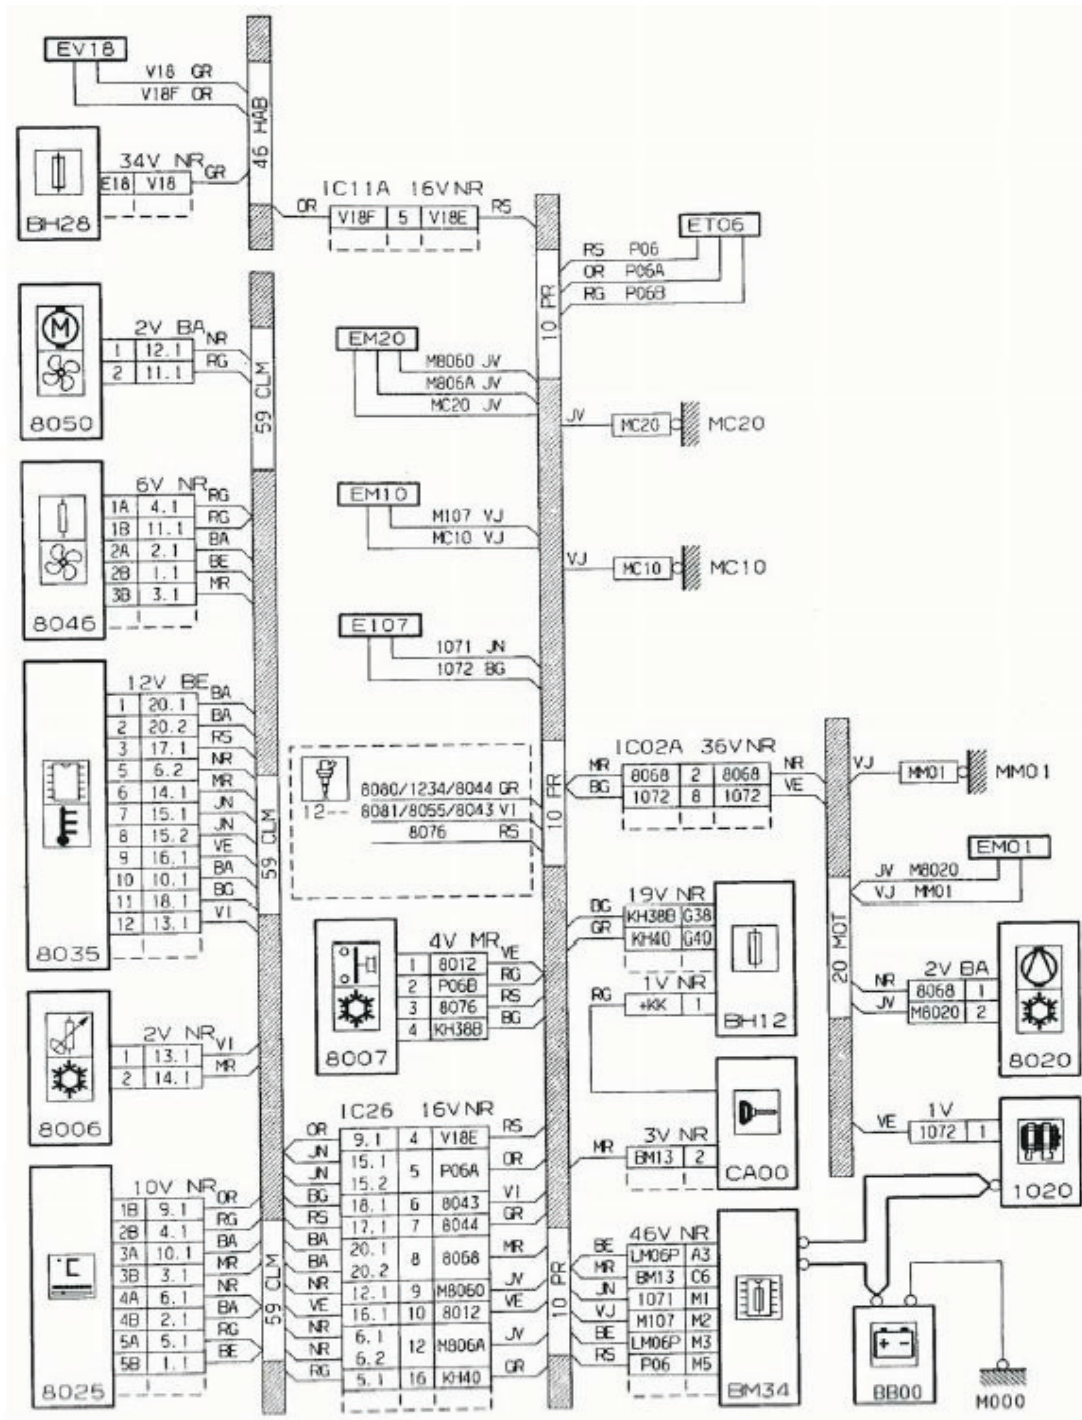 EV18
V18 GR
V18F OR
46 HAB
34V NR
GR
E18 V18
BH28
IC11A 16V NR
OR V18F 5 V18E RS
ET06
RS P06
OR P06A
RG P06B
10 PR
8050
2V BA
1 12.1 NR
2 11.1 RG
59 CLM
EM20
M8060 JV
M806A JV
MC20 JV
JV MC20 MC20
8046
6V NR
1A 4.1 RG
1B 11.1 RG
2A 2.1 BA
2B 1.1 BE
3B 3.1 MR
EM10
M107 VJ
MC10 VJ
VJ MC10 MC10
E107
1071 JN
1072 BG
8035
12V BE
1 20.1 BA
2 20.2 BA
3 17.1 RS
5 6.2 NR
6 14.1 MR
7 15.1 JN
8 15.2 JN
9 16.1 VE
10 10.1 BA
11 18.1 BG
12 13.1 VI
59 CLM
12--
8080/1234/8044 GR
8081/8055/8043 VI
8076 RS
10 PR
IC02A 36V NR
MR 8068 2 8068 NR
BG 1072 8 1072 VE
VJ MM01 MM01
EM01
JV M8020
VJ MM01
20 MOT
19V NR
BG KH38B G38
GR KH40 G40
1V NR
RG +KK 1
BH12
8007
4V MR
1 8012 VE
2 P06B RG
3 8076 RS
4 KH38B BG
2V BA
NR 8068 1
JV M8020 2
8020
8006
2V NR
1 13.1 VI
2 14.1 MR
3V NR
MR BM13 2
CA00
1V
VE 1072 1
1020
IC26 16V NR
OR 9.1 4 V18E RS
JN 15.1 5 P06A OR
JN 15.2
BG 18.1 6 8043 VI
RS 17.1 7 8044 GR
BA 20.1 8 8068 MR
BA 20.2
NR 12.1 9 M8060 JV
VE 16.1 10 8012 VE
NR 6.1 12 M806A JV
NR 6.2
RG 5.1 16 KH40 GR
8025
°C
10V NR
1B 9.1 OR
2B 4.1 RG
3A 10.1 BA
3B 3.1 MR
4A 6.1 NR
4B 2.1 BA
5A 5.1 RG
5B 1.1 BE
59 CLM
10 PR
46V NR
BE LM06P A3
MR BM13 C6
JN 1071 M1
VJ M107 M2
BE LM06P M3
RS P06 M5
BM34
BB00
M000